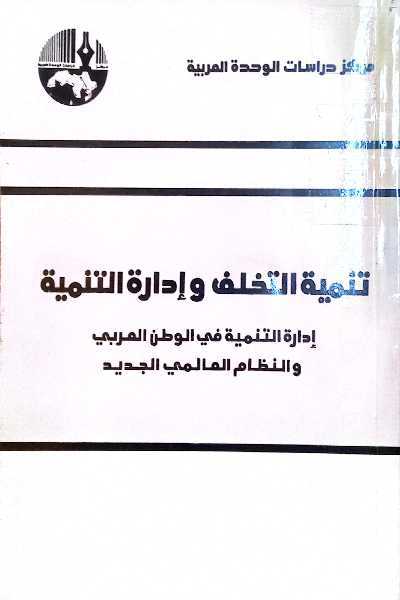 مركز دراسات الوحدة العربية
تنمية التخلف وإدارة التنمية
إدارة التنمية في الوطن العربي
والنظام العالمي الجديد